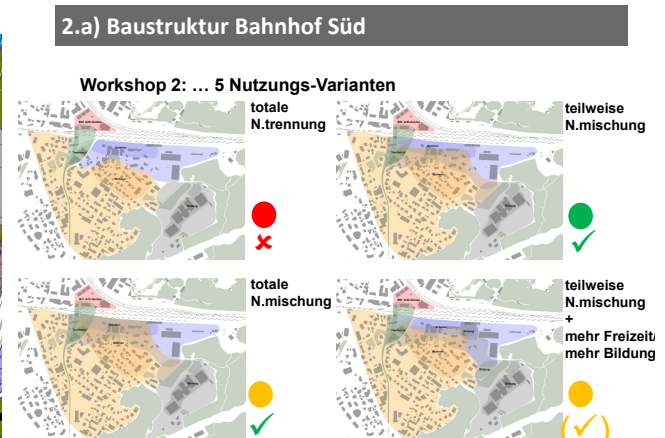 2.a) Baustruktur Bahnhof Süd
Workshop 2: … 5 Nutzungs-Varianten
totale
N.trennung
teilweise
N.mischung
totale
N.mischung
teilweise
N.mischung
+
mehr Freizeit/
mehr Bildung